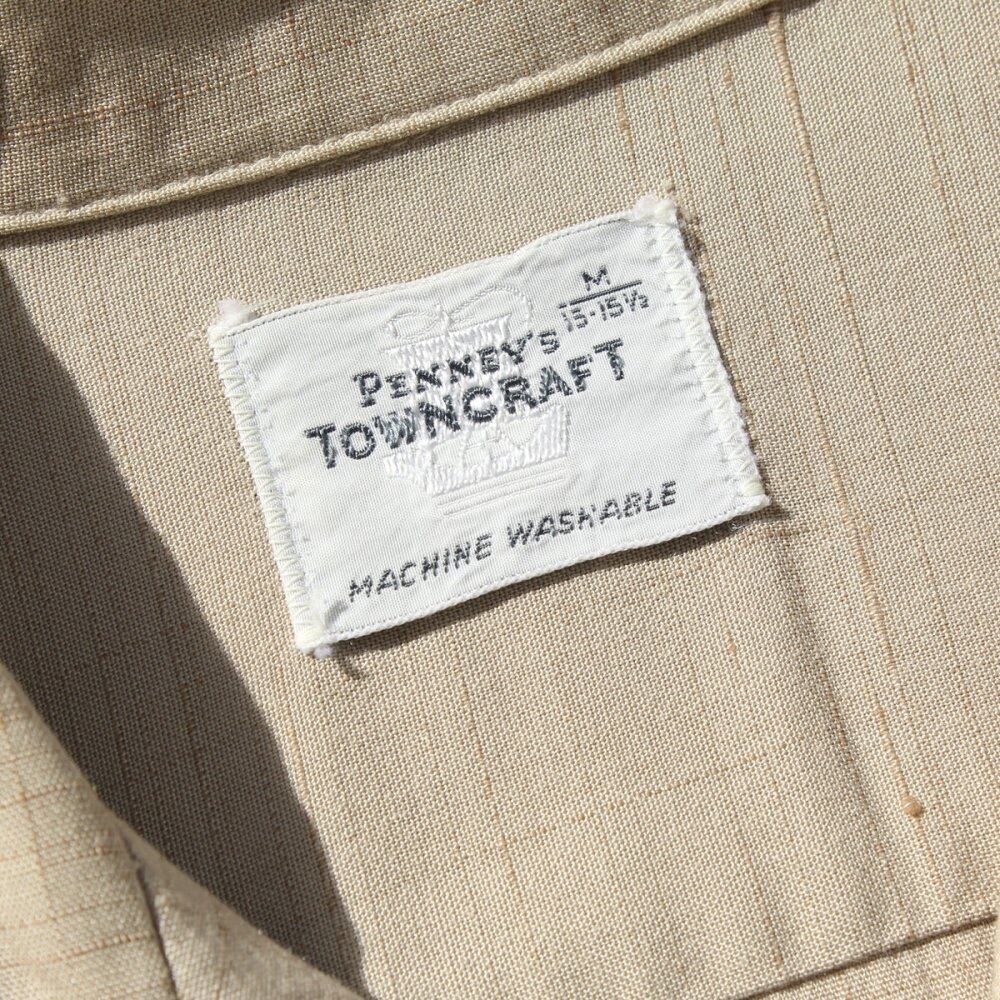 M
15-15½
PENNEY'S
TOWNCRAFT
MACHINE WASHABLE